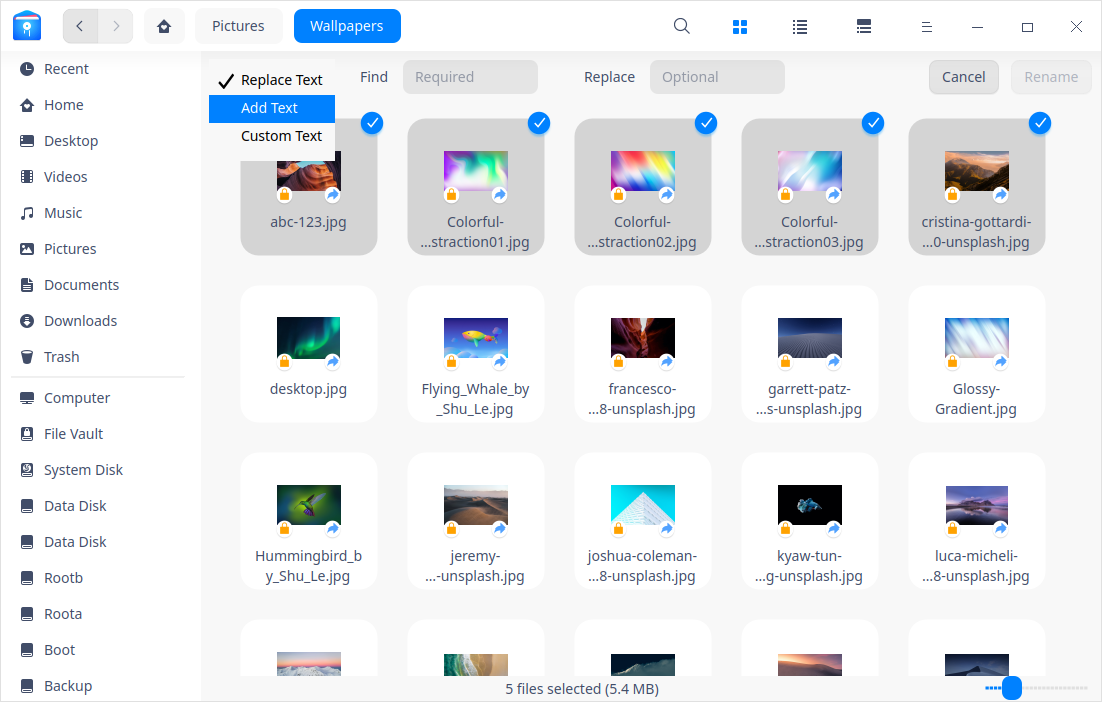 Pictures
Wallpapers
Recent
Home
Desktop
Videos
Music
Pictures
Documents
Downloads
Trash
Computer
File Vault
System Disk
Data Disk
Data Disk
Rootb
Roota
Boot
Backup
Replace Text
Add Text
Custom Text
Find
Required
Replace
Optional
Cancel
Rename
abc-123.jpg
Colorful-
...straction01.jpg
Colorful-
...straction02.jpg
Colorful-
...straction03.jpg
cristina-gottardi-
...0-unsplash.jpg
desktop.jpg
Flying_Whale_by
_Shu_Le.jpg
francesco-
...8-unsplash.jpg
garrett-patz-
...s-unsplash.jpg
Glossy-
Gradient.jpg
Hummingbird_b
y_Shu_Le.jpg
jeremy-
...-unsplash.jpg
joshua-coleman-
...8-unsplash.jpg
kyaw-tun-
...g-unsplash.jpg
luca-micheli-
...8-unsplash.jpg
5 files selected (5.4 MB)